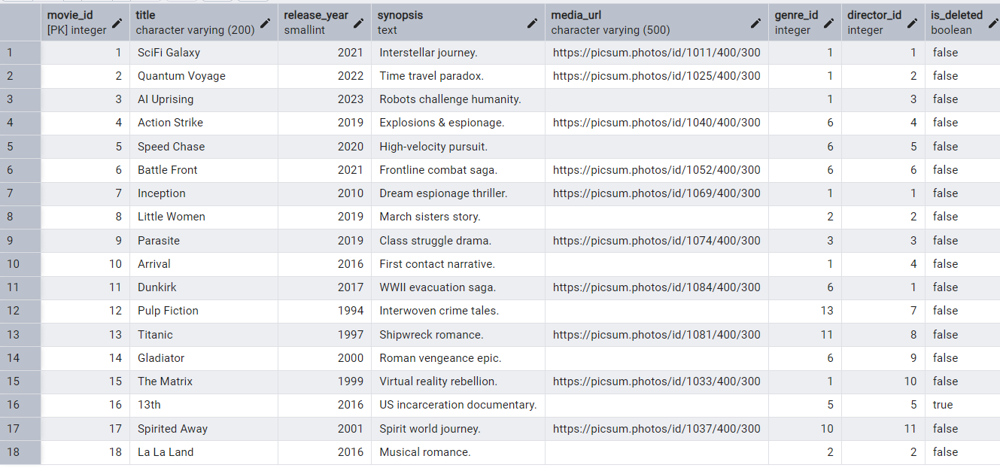 movie_id title release_year synopsis media_url genre_id director_id is_deleted
[PK] integer character varying (200) smallint text character varying (500) integer integer boolean
1 1 SciFi Galaxy 2021 Interstellar journey. https://picsum.photos/id/1011/400/300 1 1 false
2 2 Quantum Voyage 2022 Time travel paradox. https://picsum.photos/id/1025/400/300 1 2 false
3 3 AI Uprising 2023 Robots challenge humanity. 1 3 false
4 4 Action Strike 2019 Explosions & espionage. https://picsum.photos/id/1040/400/300 6 4 false
5 5 Speed Chase 2020 High-velocity pursuit. 6 5 false
6 6 Battle Front 2021 Frontline combat saga. https://picsum.photos/id/1052/400/300 6 6 false
7 7 Inception 2010 Dream espionage thriller. https://picsum.photos/id/1069/400/300 1 1 false
8 8 Little Women 2019 March sisters story. 2 2 false
9 9 Parasite 2019 Class struggle drama. https://picsum.photos/id/1074/400/300 3 3 false
10 10 Arrival 2016 First contact narrative. 1 4 false
11 11 Dunkirk 2017 WWII evacuation saga. https://picsum.photos/id/1084/400/300 6 1 false
12 12 Pulp Fiction 1994 Interwoven crime tales. 13 7 false
13 13 Titanic 1997 Shipwreck romance. https://picsum.photos/id/1081/400/300 11 8 false
14 14 Gladiator 2000 Roman vengeance epic. 6 9 false
15 15 The Matrix 1999 Virtual reality rebellion. https://picsum.photos/id/1033/400/300 1 10 false
16 16 13th 2016 US incarceration documentary. 5 5 true
17 17 Spirited Away 2001 Spirit world journey. https://picsum.photos/id/1037/400/300 10 11 false
18 18 La La Land 2016 Musical romance. 2 2 false